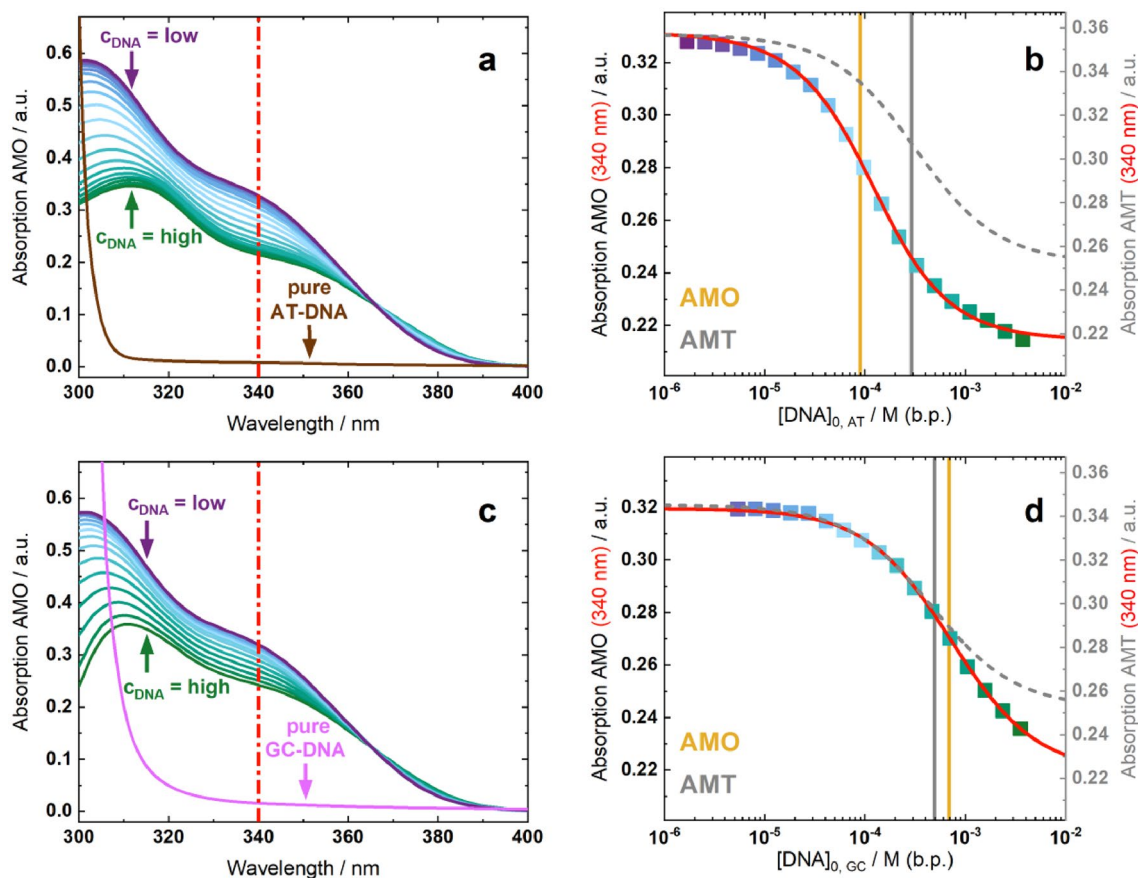 a
c_DNA = low
c_DNA = high
pure
AT-DNA
Absorption AMO / a.u.
0.6
0.5
0.4
0.3
0.2
0.1
0.0
300 320 340 360 380 400
Wavelength / nm
b
AMO
AMT
Absorption AMO (340 nm) / a.u.
0.32
0.30
0.28
0.26
0.24
0.22
Absorption AMT (340 nm) / a.u.
0.36
0.34
0.32
0.30
0.28
0.26
0.24
0.22
10⁻⁶ 10⁻⁵ 10⁻⁴ 10⁻³ 10⁻²
[DNA]₀, AT / M (b.p.)
c
c_DNA = low
c_DNA = high
pure
GC-DNA
Absorption AMO / a.u.
0.6
0.5
0.4
0.3
0.2
0.1
0.0
300 320 340 360 380 400
Wavelength / nm
d
AMO
AMT
Absorption AMO (340 nm) / a.u.
0.32
0.30
0.28
0.26
0.24
0.22
Absorption AMT (340 nm) / a.u.
0.36
0.34
0.32
0.30
0.28
0.26
0.24
0.22
10⁻⁶ 10⁻⁵ 10⁻⁴ 10⁻³ 10⁻²
[DNA]₀, GC / M (b.p.)